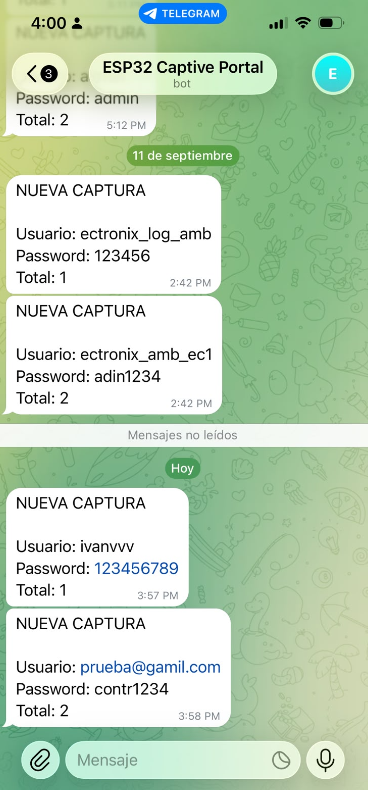 4:00
TELEGRAM
3
ESP32 Captive Portal
bot
E
Password: admin
Total: 2
5:12 PM
11 de septiembre
NUEVA CAPTURA
Usuario: ectronix_log_amb
Password: 123456
Total: 1
2:42 PM
NUEVA CAPTURA
Usuario: ectronix_amb_ec1
Password: adin1234
Total: 2
2:42 PM
Mensajes no leídos
Hoy
NUEVA CAPTURA
Usuario: ivanvvv
Password: 123456789
Total: 1
3:57 PM
NUEVA CAPTURA
Usuario: prueba@gamil.com
Password: contr1234
Total: 2
3:58 PM
Mensaje